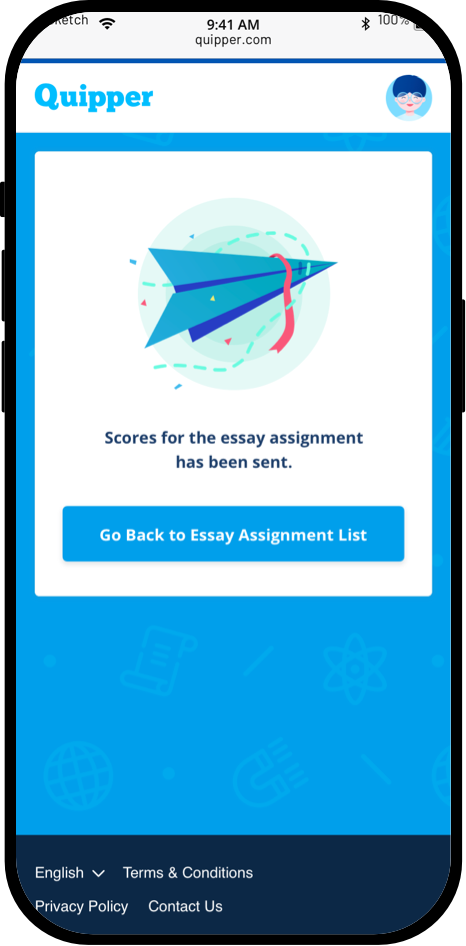 9:41 AM
100%
quipper.com
Quipper
Scores for the essay assignment
has been sent.
Go Back to Essay Assignment List
English
Terms & Conditions
Privacy Policy
Contact Us